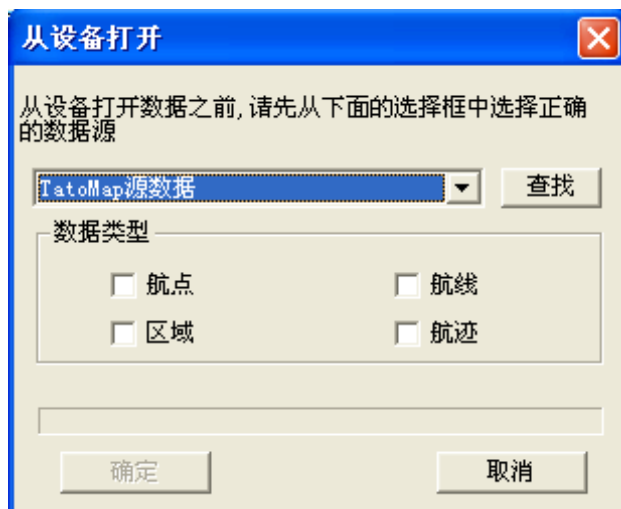 从设备打开
从设备打开数据之前,请先从下面的选择框中选择正确
的数据源
TatoMap源数据
查找
数据类型
航点
航线
区域
航迹
确定
取消